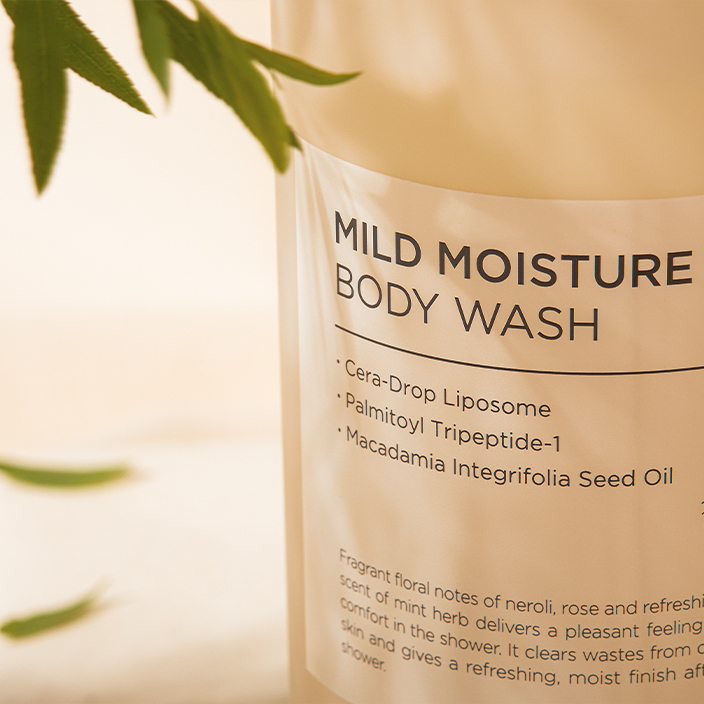 MILD MOISTURE
BODY WASH
· Cera-Drop Liposome
· Palmitoyl Tripeptide-1
· Macadamia Integrifolia Seed Oil
Fragrant floral notes of neroli, rose and refreshi
scent of mint herb delivers a pleasant feeling
comfort in the shower. It clears wastes from
skin and gives a refreshing, moist finish af
shower.